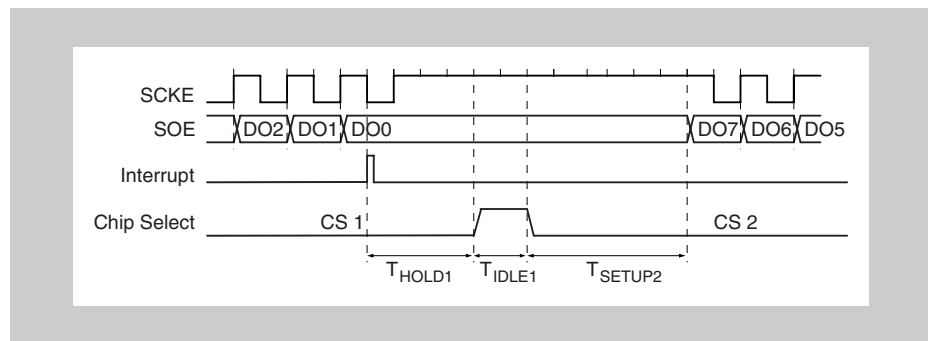 SCKE
SOE DO2 DO1 DO0 DO7 DO6 DO5
Interrupt
Chip Select CS 1 CS 2
THOLD1 TIDLE1 TSETUP2